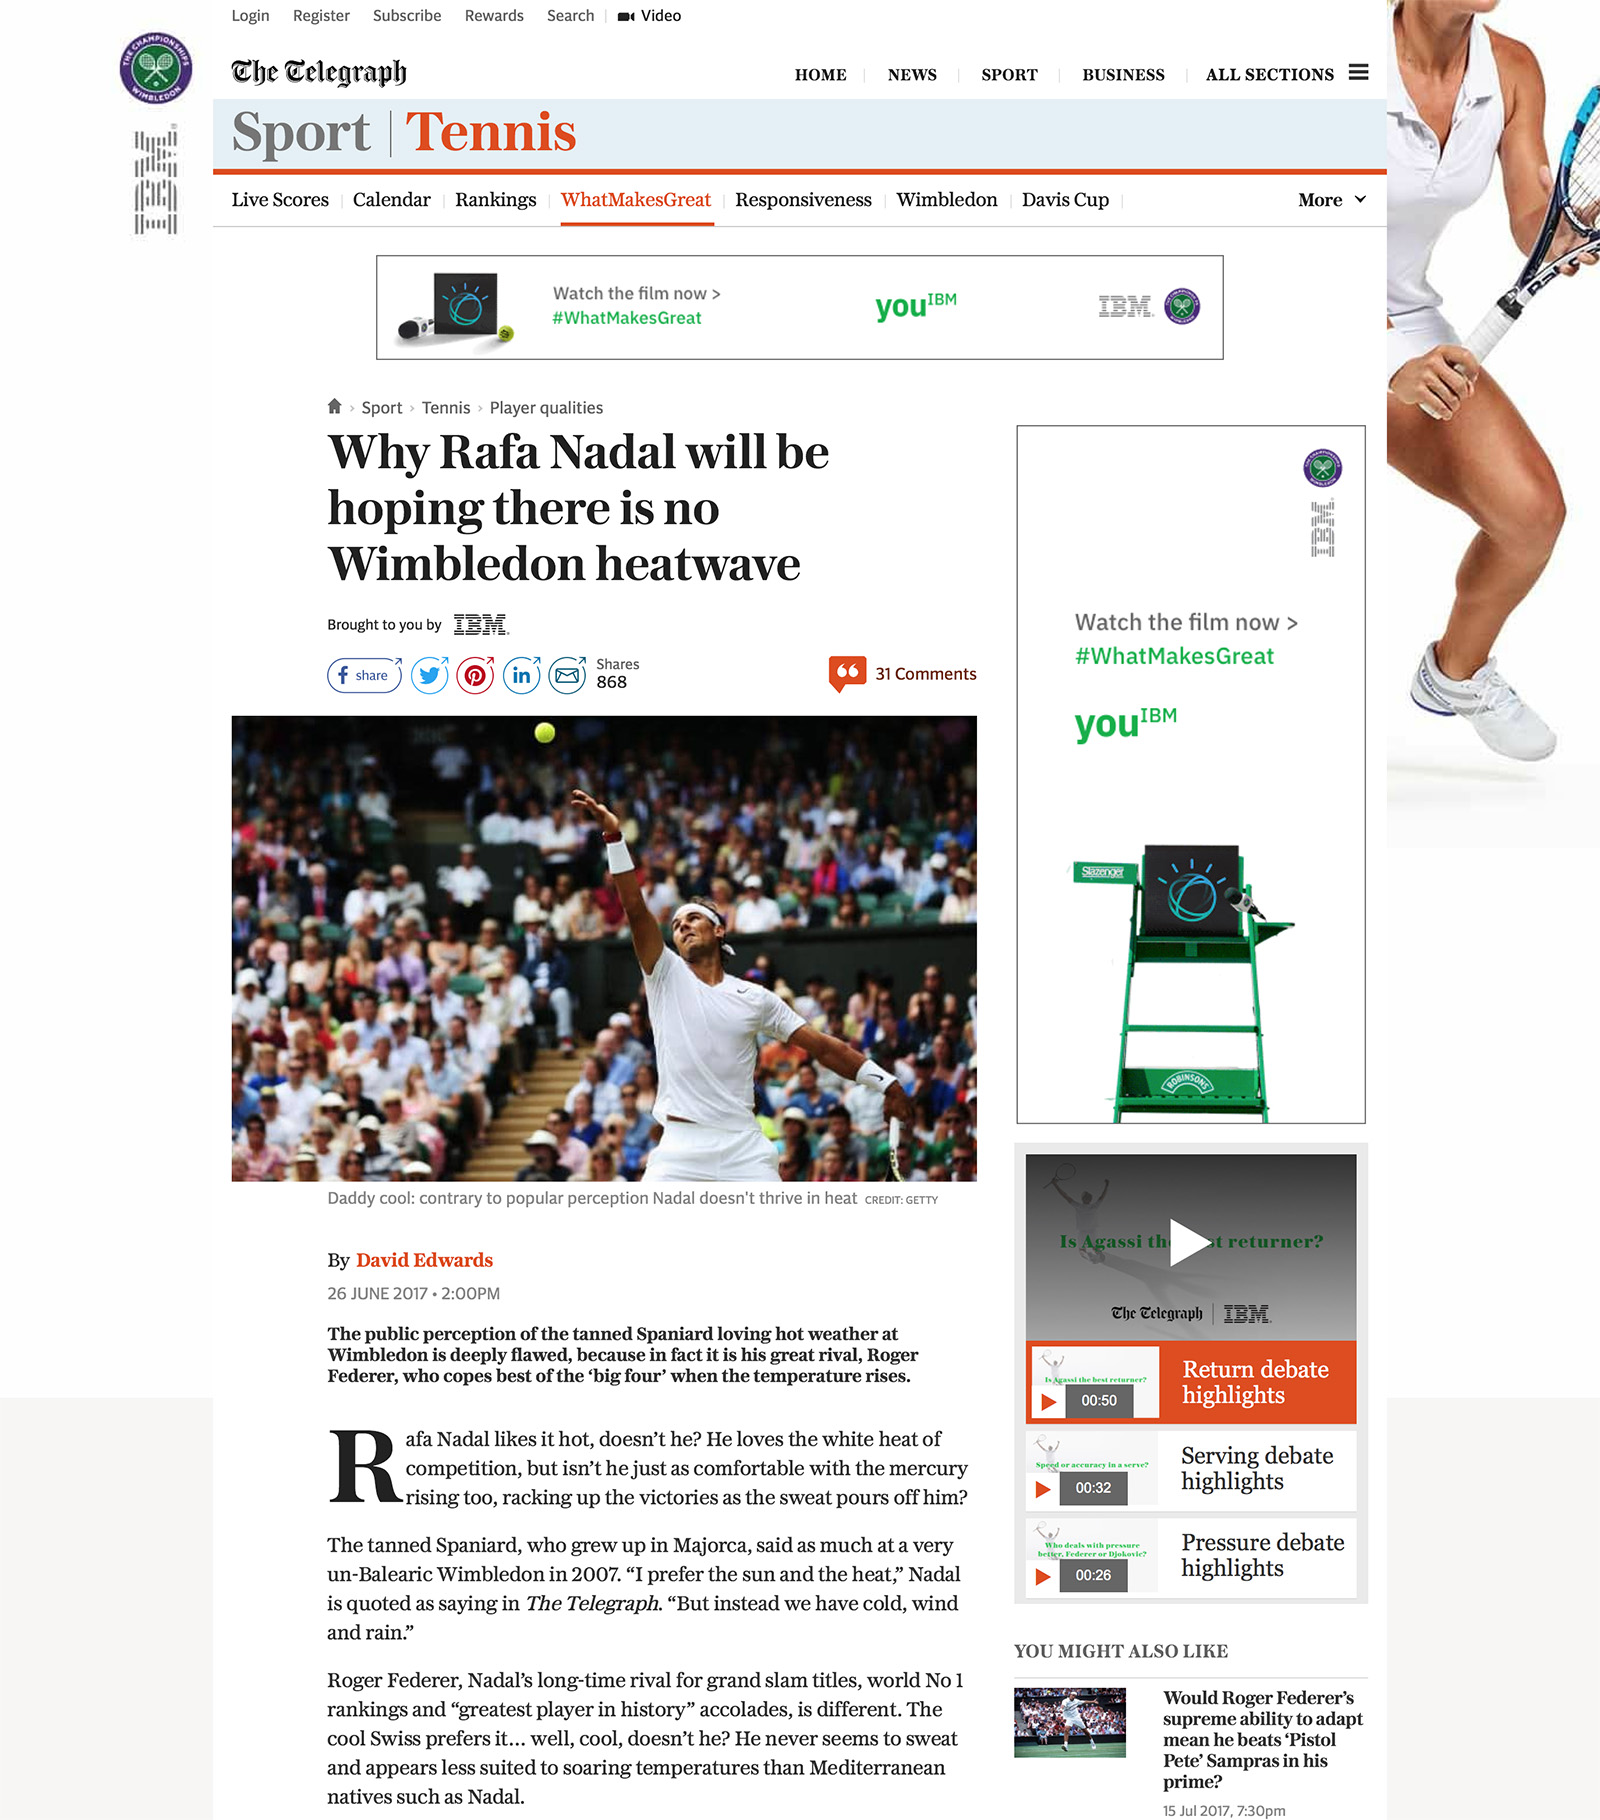 Login Register Subscribe Rewards Search Video
THE CHAMPIONSHIPS
WIMBLEDON
IBM
The Telegraph
HOME NEWS SPORT BUSINESS ALL SECTIONS
Sport | Tennis
Live Scores Calendar Rankings WhatMakesGreat Responsiveness Wimbledon Davis Cup More
Watch the film now >
#WhatMakesGreat
youIBM
IBM
Sport › Tennis › Player qualities
Why Rafa Nadal will be
hoping there is no
Wimbledon heatwave
Brought to you by IBM
share
in
Shares
868
31 Comments
IBM
Watch the film now >
#WhatMakesGreat
youIBM
Slazenger
ROBINSONS
Daddy cool: contrary to popular perception Nadal doesn't thrive in heat CREDIT: GETTY
By David Edwards
26 JUNE 2017 • 2:00PM
The public perception of the tanned Spaniard loving hot weather at
Wimbledon is deeply flawed, because in fact it is his great rival, Roger
Federer, who copes best of the ‘big four’ when the temperature rises.
Rafa Nadal likes it hot, doesn’t he? He loves the white heat of
competition, but isn’t he just as comfortable with the mercury
rising too, racking up the victories as the sweat pours off him?
The tanned Spaniard, who grew up in Majorca, said as much at a very
un-Balearic Wimbledon in 2007. “I prefer the sun and the heat,” Nadal
is quoted as saying in The Telegraph. “But instead we have cold, wind
and rain.”
Roger Federer, Nadal’s long-time rival for grand slam titles, world No 1
rankings and “greatest player in history” accolades, is different. The
cool Swiss prefers it... well, cool, doesn’t he? He never seems to sweat
and appears less suited to soaring temperatures than Mediterranean
natives such as Nadal.
Is Agassi the best returner?
The Telegraph | IBM
Is Agassi the best returner?
00:50
Return debate
highlights
Speed or accuracy in a serve?
00:32
Serving debate
highlights
Who deals with pressure
better, Federer or Djokovic?
00:26
Pressure debate
highlights
YOU MIGHT ALSO LIKE
Would Roger Federer’s
supreme ability to adapt
mean he beats ‘Pistol
Pete’ Sampras in his
prime?
15 Jul 2017, 7:30pm